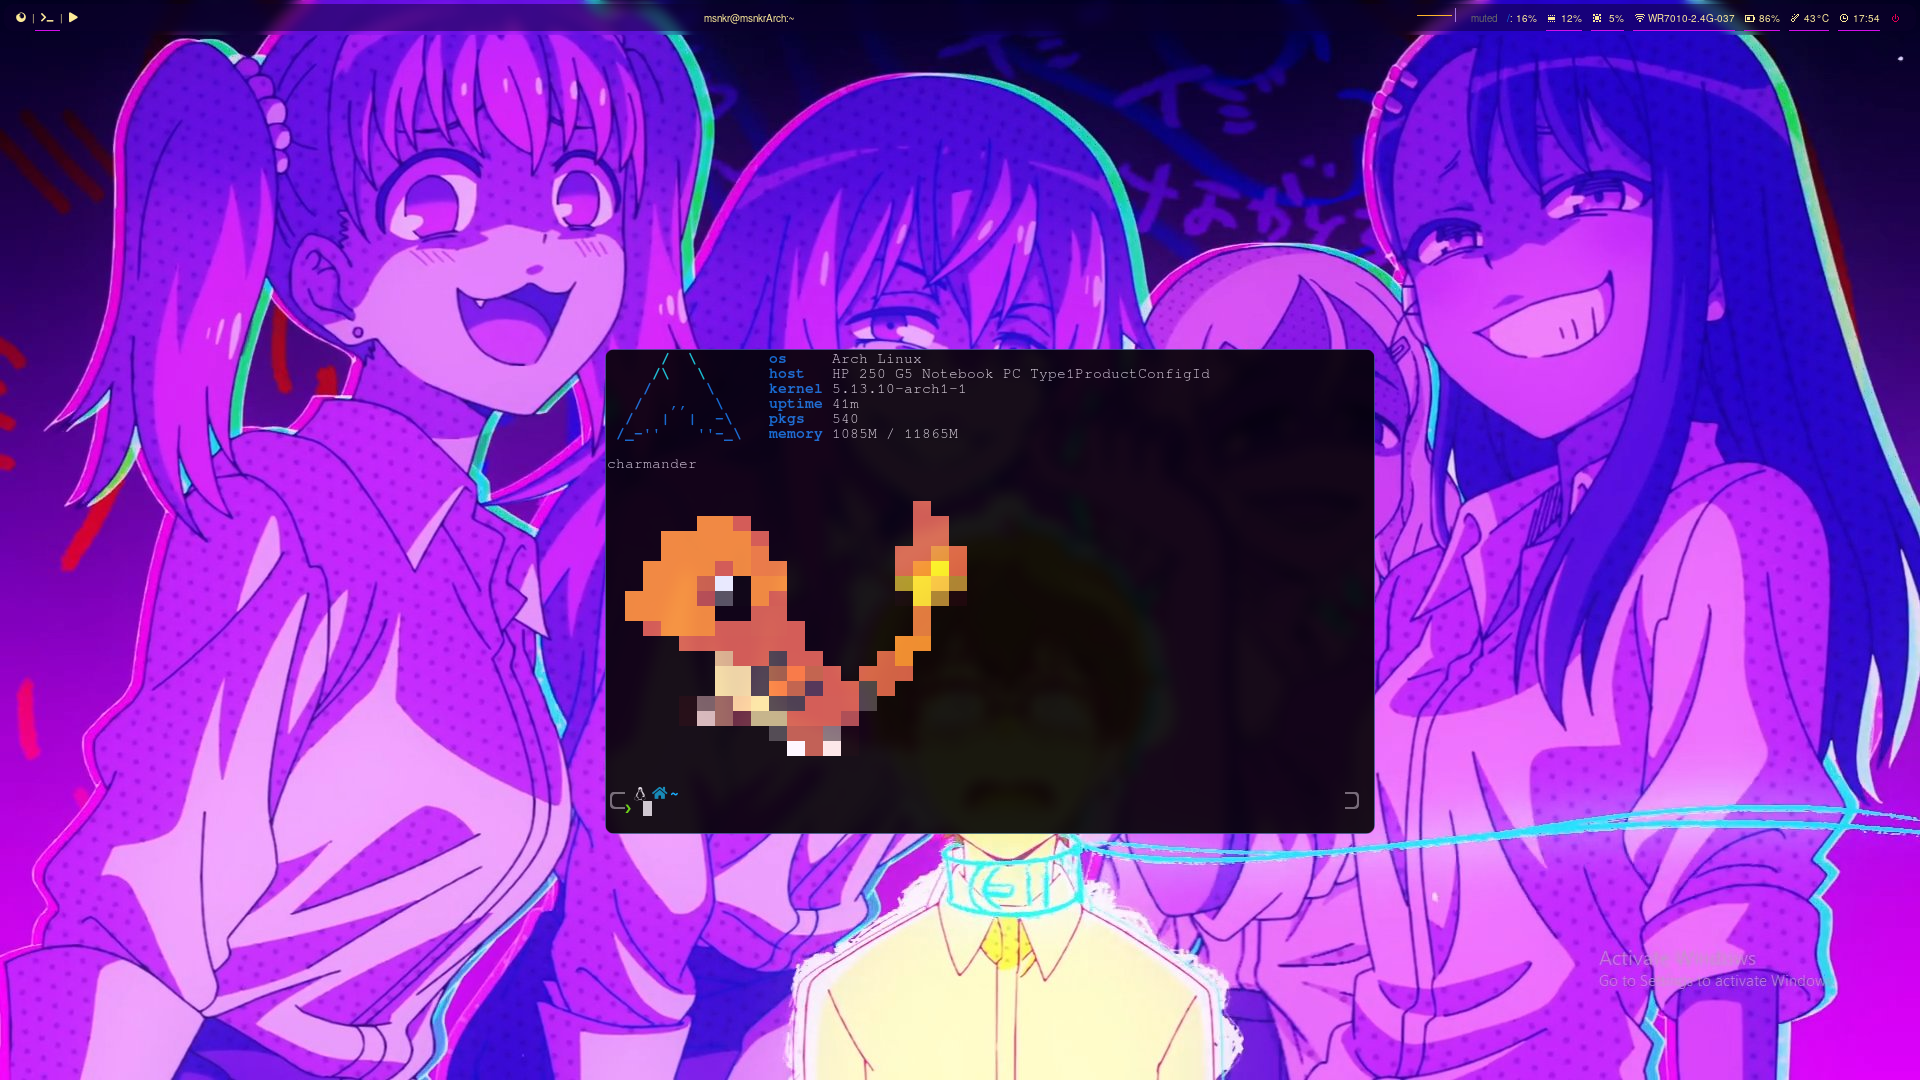 msnkr@msnkrArch:~
muted /: 16% 12% 5% WR7010-2.4G-037 86% 43°C 17:54
os Arch Linux
host HP 250 G5 Notebook PC Type1ProductConfigId
kernel 5.13.10-arch1-1
uptime 41m
pkgs 540
memory 1085M / 11865M
charmander
~
❯
Activate Windows
Go to Settings to activate Windows